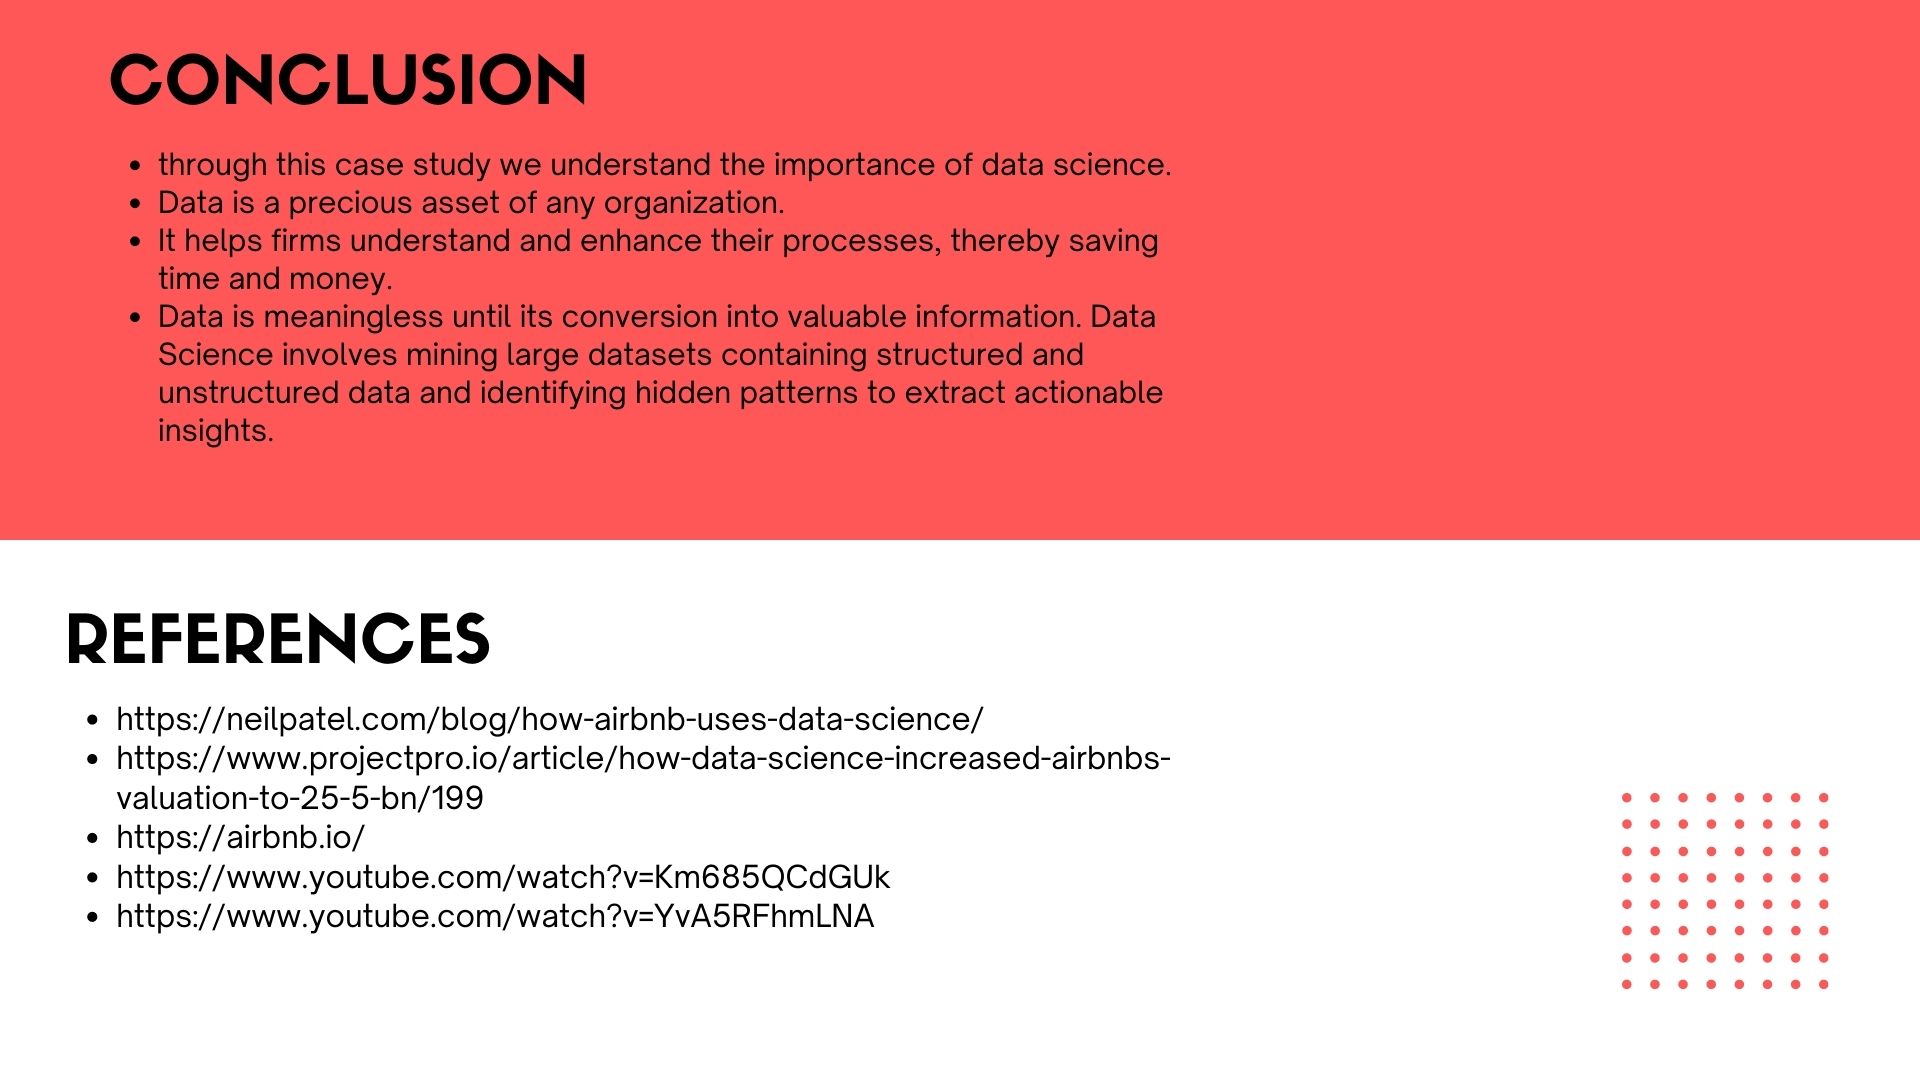 CONCLUSION
• through this case study we understand the importance of data science.
• Data is a precious asset of any organization.
• It helps firms understand and enhance their processes, thereby saving
time and money.
• Data is meaningless until its conversion into valuable information. Data
Science involves mining large datasets containing structured and
unstructured data and identifying hidden patterns to extract actionable
insights.
REFERENCES
• https://neilpatel.com/blog/how-airbnb-uses-data-science/
• https://www.projectpro.io/article/how-data-science-increased-airbnbs-
valuation-to-25-5-bn/199
• https://airbnb.io/
• https://www.youtube.com/watch?v=Km685QCdGUk
• https://www.youtube.com/watch?v=YvA5RFhmLNA